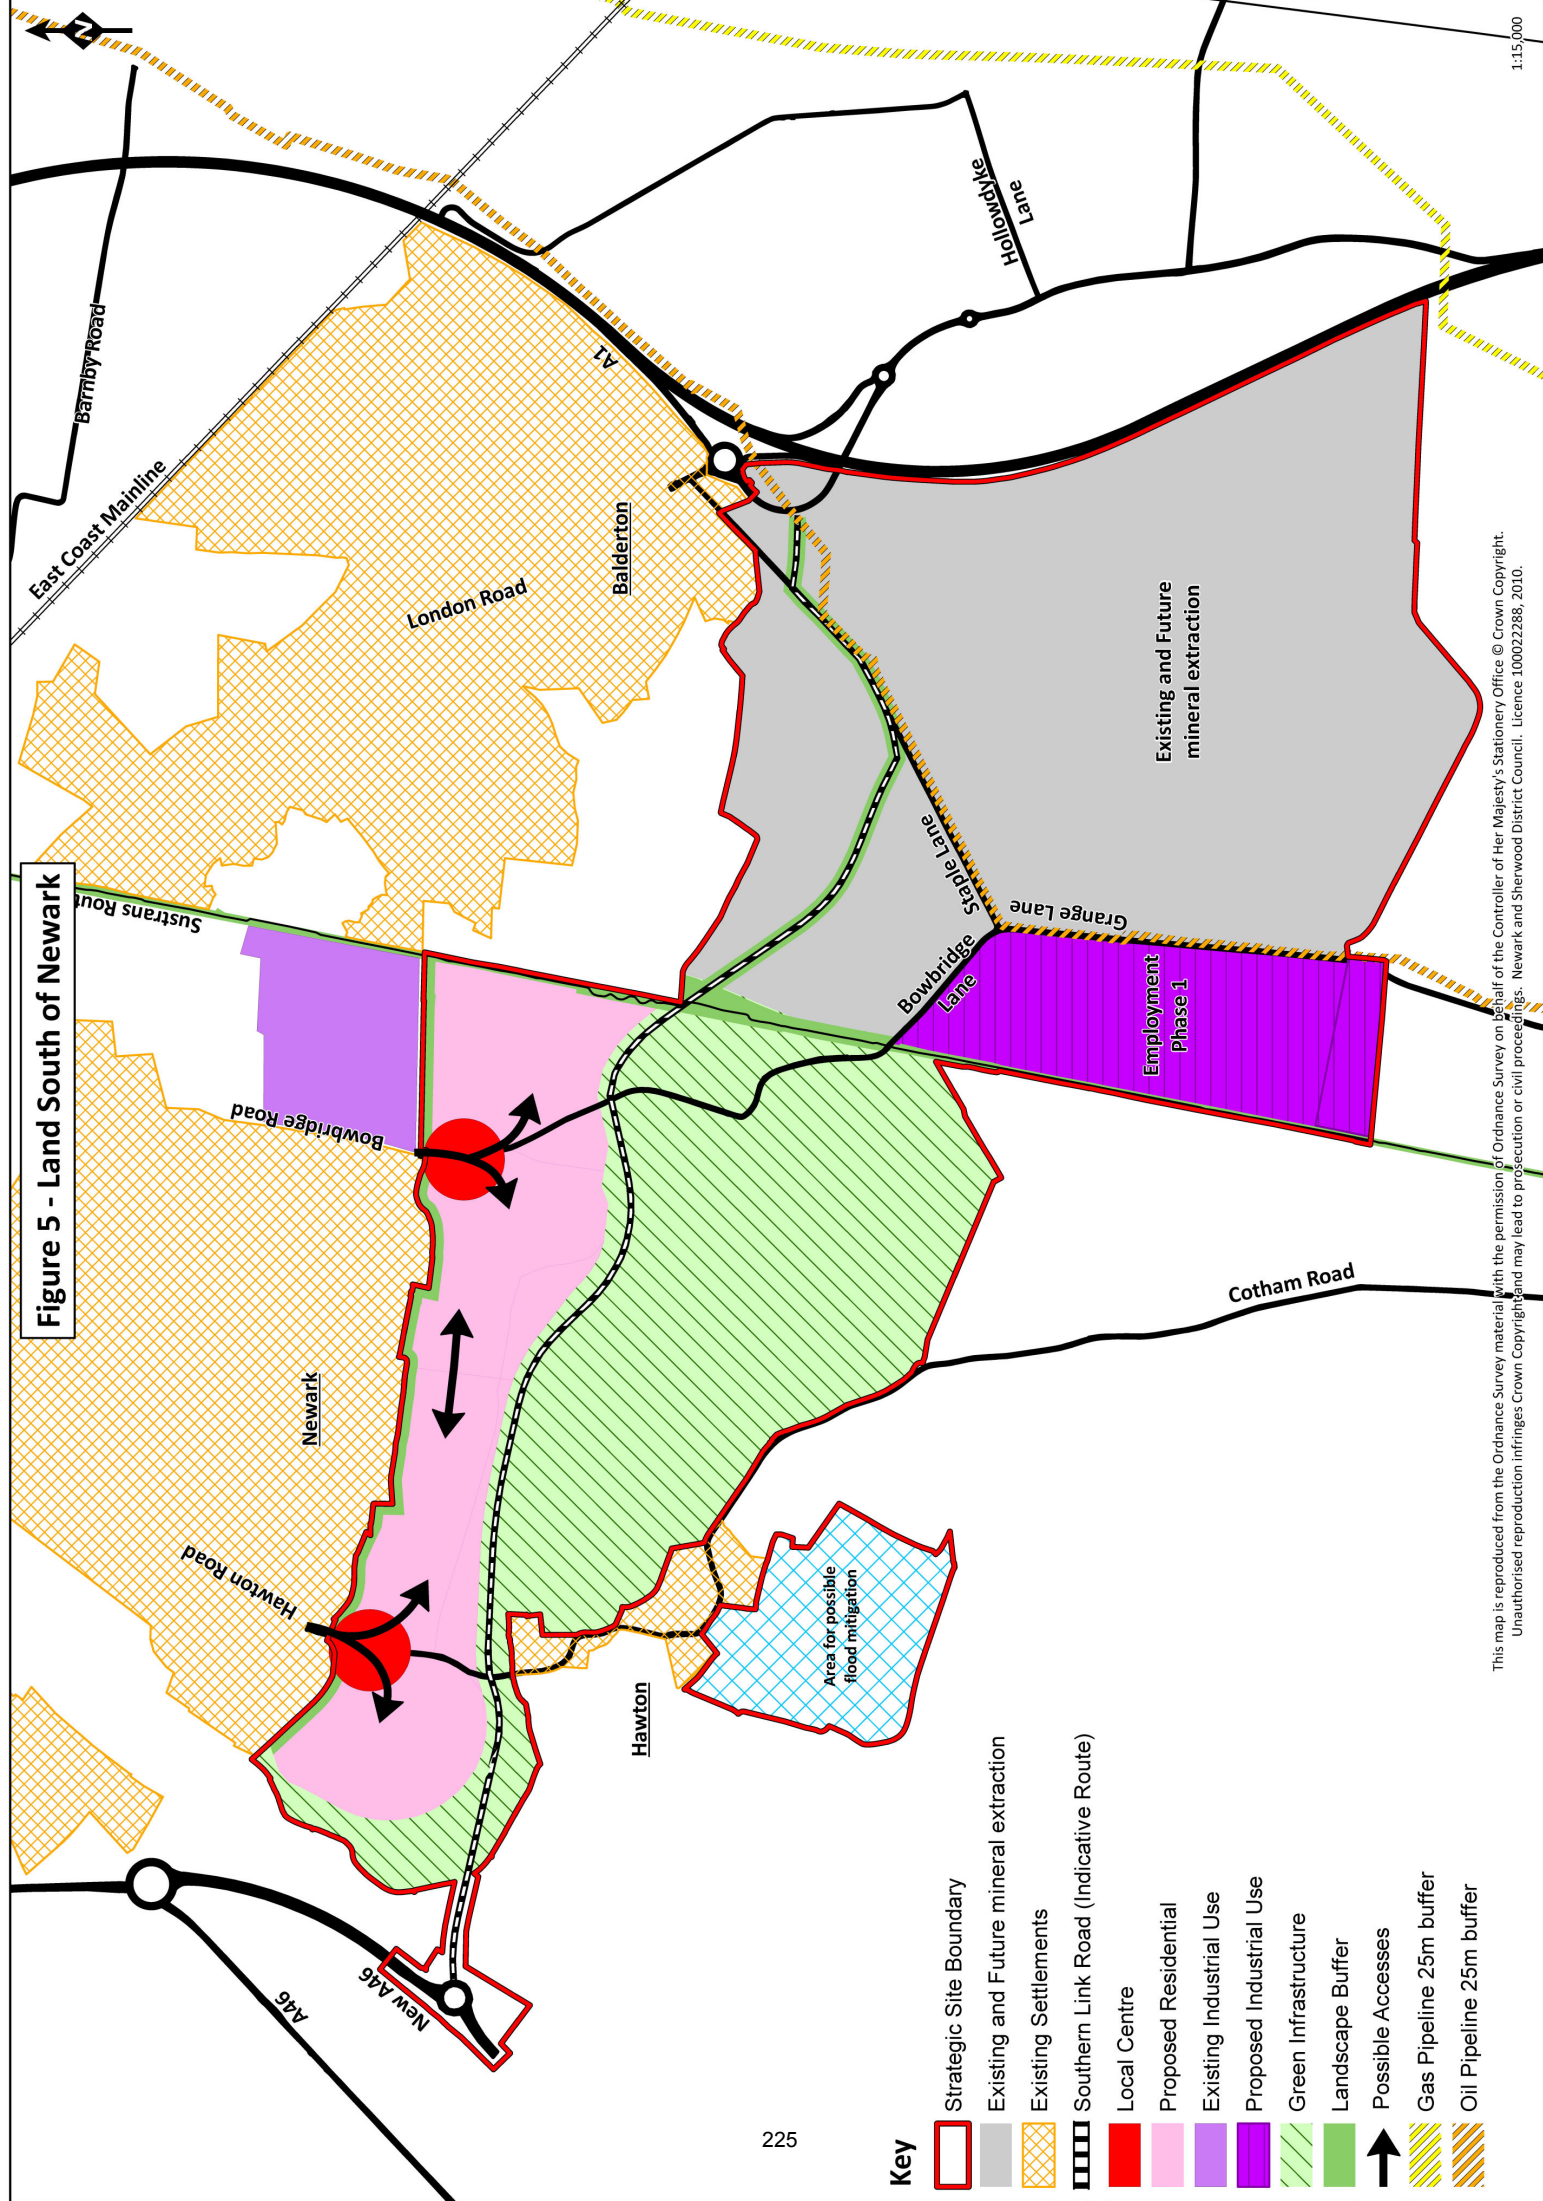 Figure 5 - Land South of Newark
N
Barnby Road
East Coast Mainline
A1
London Road
Balderton
Hollowdyke
Lane
Sustrans Rout
Bowbridge Road
Newark
Hawton Road
A46
New A46
Hawton
Area for possible
flood mitigation
Cotham Road
Bowbridge
Lane
Staple Lane
Grange Lane
Employment
Phase 1
Existing and Future
mineral extraction
Key
Strategic Site Boundary
Existing and Future mineral extraction
Existing Settlements
Southern Link Road (Indicative Route)
Local Centre
Proposed Residential
Existing Industrial Use
Proposed Industrial Use
Green Infrastructure
Landscape Buffer
Possible Accesses
Gas Pipeline 25m buffer
Oil Pipeline 25m buffer
This map is reproduced from the Ordnance Survey material with the permission of Ordnance Survey on behalf of the Controller of Her Majesty's Stationery Office © Crown Copyright.
Unauthorised reproduction infringes Crown Copyright and may lead to prosecution or civil proceedings. Newark and Sherwood District Council. Licence 100022288, 2010.
1:15,000
225